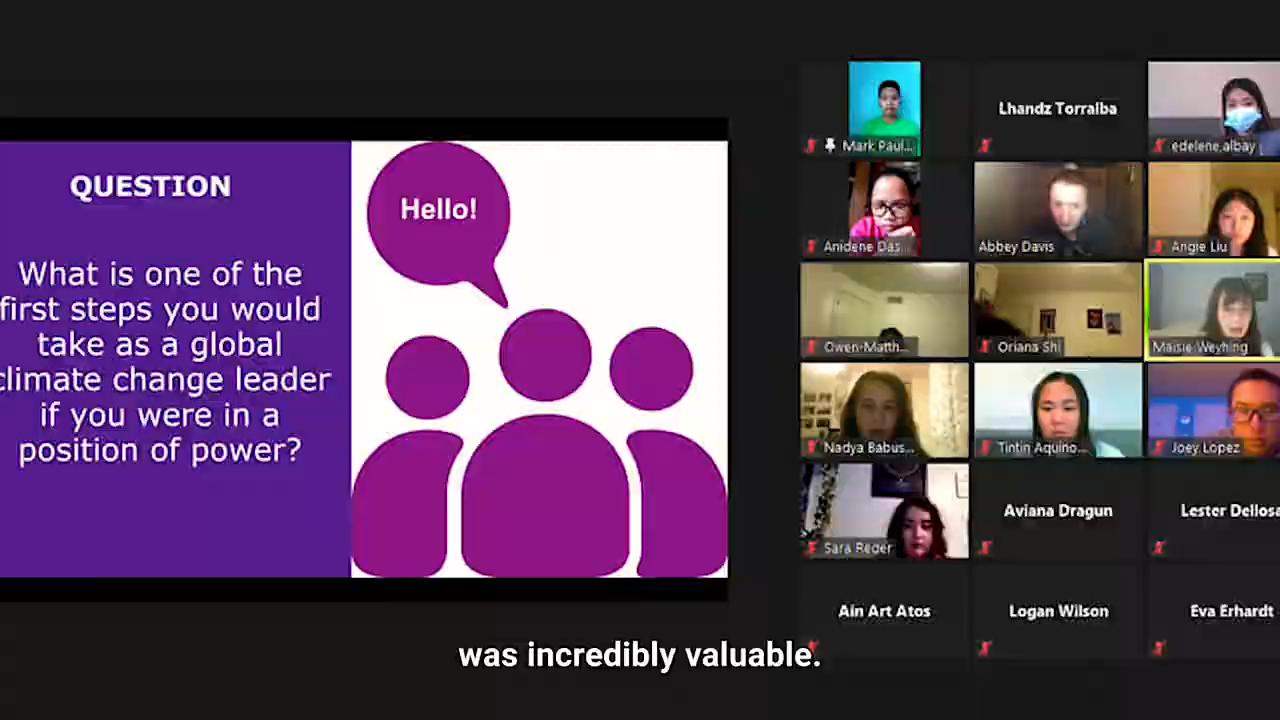 QUESTION
What is one of the
first steps you would
take as a global
climate change leader
if you were in a
position of power?
Hello!
Mark Paul...
Lhandz Torralba
edelene.albay
Anidene Das...
Abbey Davis
Angie Liu
Owen-Matth...
Oriana Shi
Maisie Weyhing
Nadya Babus...
Tintin Aquino...
Joey Lopez
Sara Reder
Aviana Dragun
Lester Dellosa
Ain Art Atos
Logan Wilson
Eva Erhardt
was incredibly valuable.